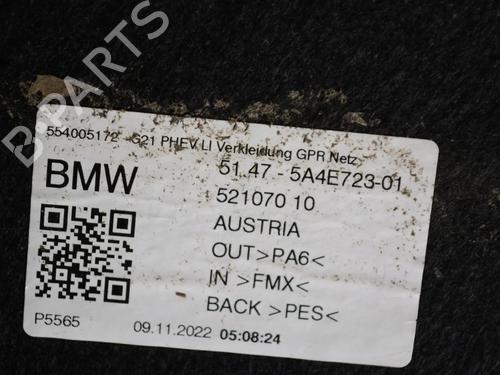 B-PARTS
554005172 G21 PHEV LI Verkleidung GPR Netz
BMW 51.47 - 5A4E723-01
521070 10
AUSTRIA
OUT >PA6<
IN >FMX<
BACK >PES<
P5565 09.11.2022 05:08:24